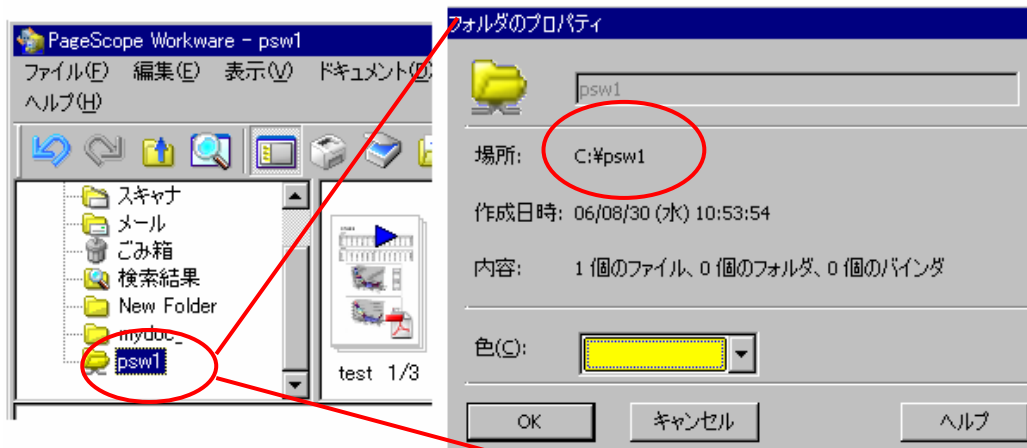 PageScope Workware - psw1
ファイル(F) 編集(E) 表示(V) ドキュメント(D)
ヘルプ(H)
スキャナ
メール
ごみ箱
検索結果
New Folder
mydoc_
psw1
test 1/3
フォルダのプロパティ
psw1
場所: C:¥psw1
作成日時: 06/08/30 (水) 10:53:54
内容: 1 個のファイル、0 個のフォルダ、0 個のバインダ
色(C):
OK キャンセル ヘルプ